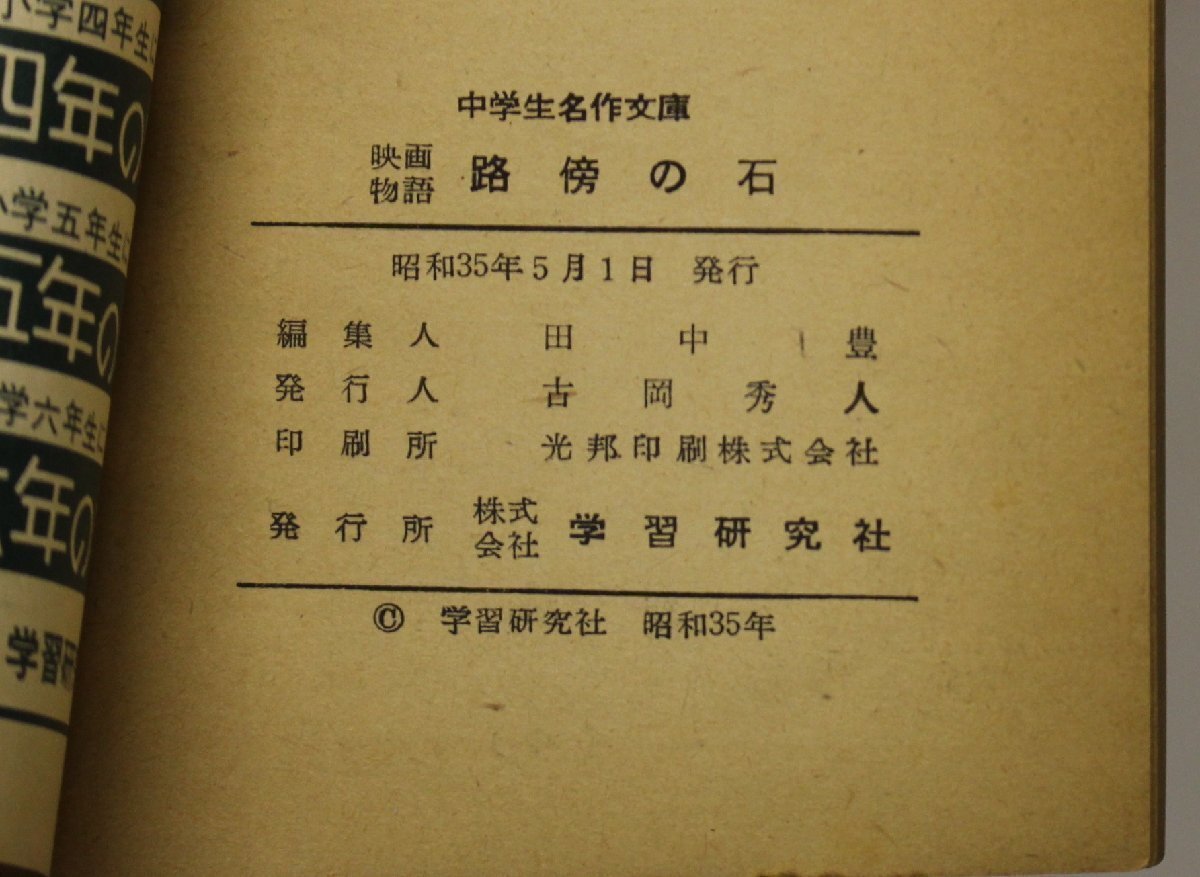 中学生名作文庫
映画
物語 路傍の石
昭和35年5月1日 発行
編集人 田中豊
発行人 古岡秀人
印刷所 光邦印刷株式会社
発行所 株式会社 学習研究社
© 学習研究社 昭和35年
小学四年生に
四年の
小学五年生に
五年の
学六年生に
年の
学習研